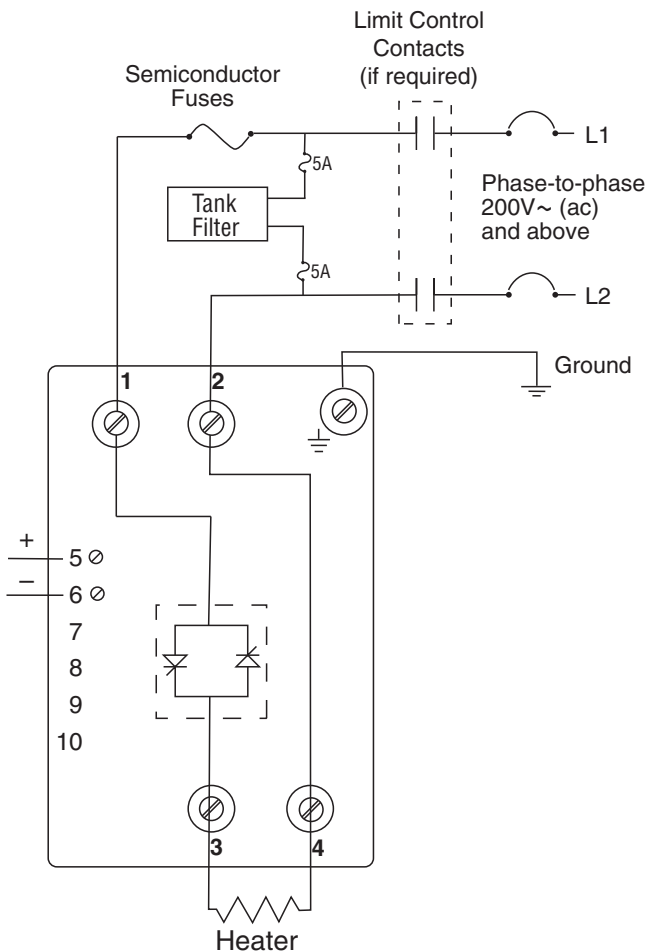 Limit Control
Contacts
(if required)
Semiconductor
Fuses
L1
5A
Phase-to-phase
200V~ (ac)
and above
Tank
Filter
5A
L2
Ground
1
2
+
5
–
6
7
8
9
10
3
4
Heater